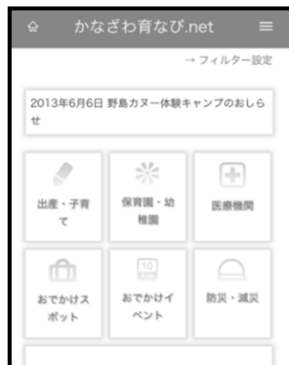 かなざわ育なび.net
→ フィルター設定
2013年6月6日 野島カヌー体験キャンプのおしら
せ
出産・子育
て
保育園・幼
稚園
医療機関
10
おでかけス
ポット
おでかけイ
ベント
防災・減災